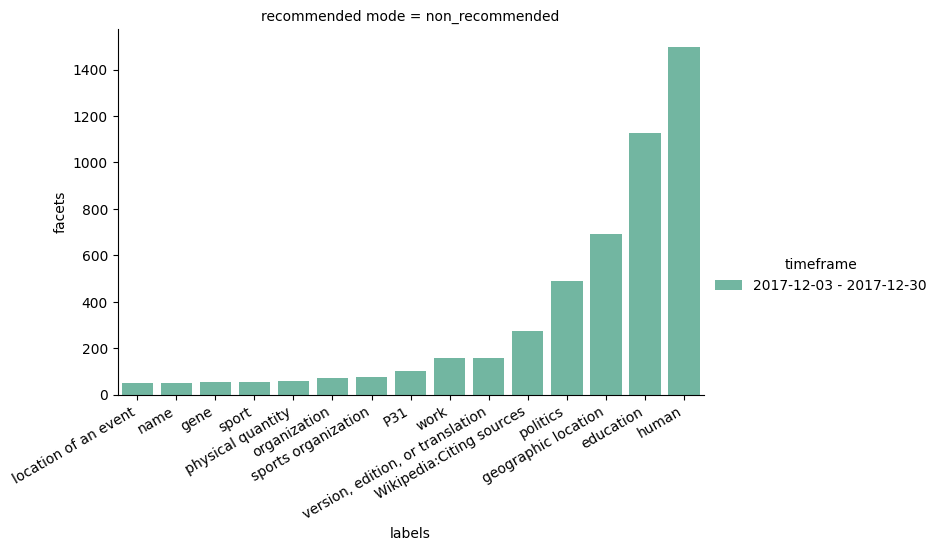 recommended mode = non_recommended
1400
1200
1000
800
600
400
200
0
facets
location of an event
name
gene
sport
physical quantity
organization
sports organization
P31
work
version, edition, or translation
Wikipedia:Citing sources
politics
geographic location
education
human
labels
timeframe
2017-12-03 - 2017-12-30